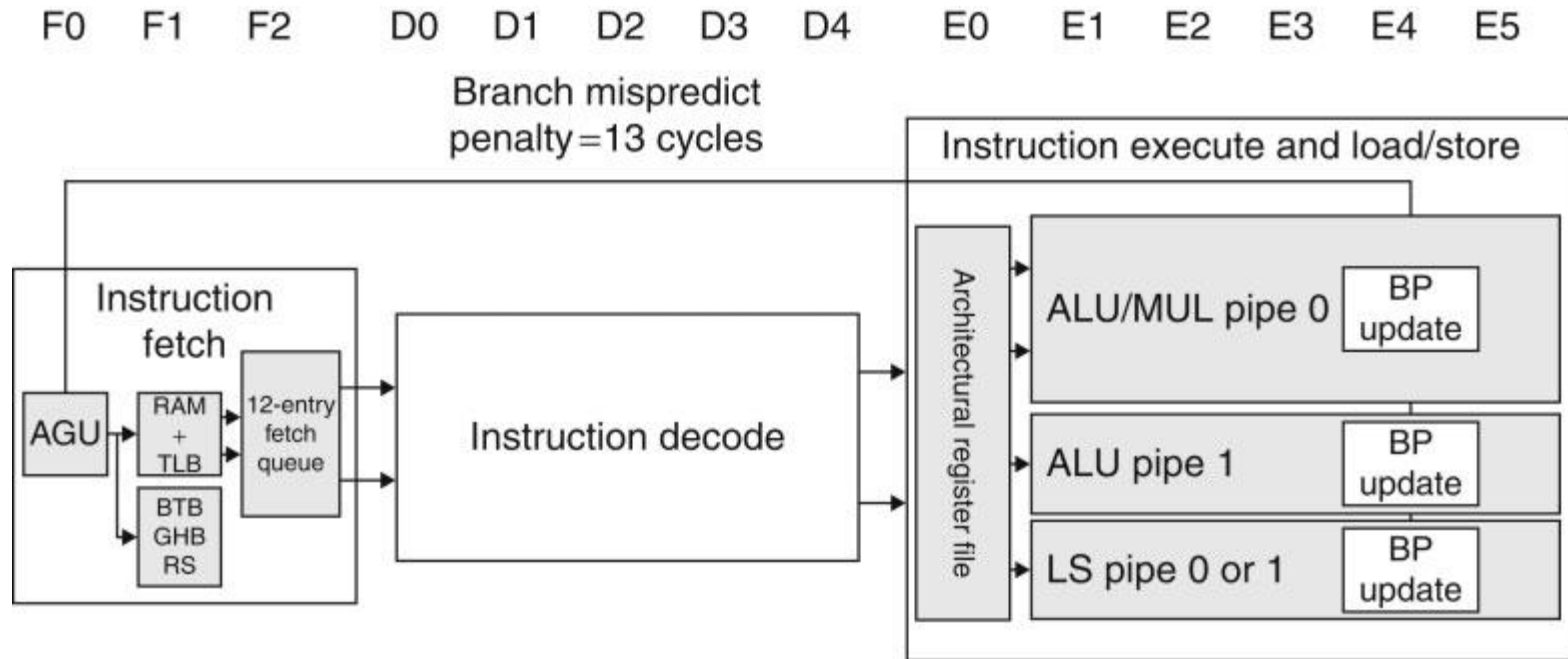 F0 F1 F2 D0 D1 D2 D3 D4 E0 E1 E2 E3 E4 E5
Branch mispredict
penalty=13 cycles
Instruction execute and load/store
Instruction
fetch
AGU
RAM
+
TLB
BTB
GHB
RS
12-entry
fetch
queue
Instruction decode
Architectural register file
ALU/MUL pipe 0
BP
update
ALU pipe 1
BP
update
LS pipe 0 or 1
BP
update